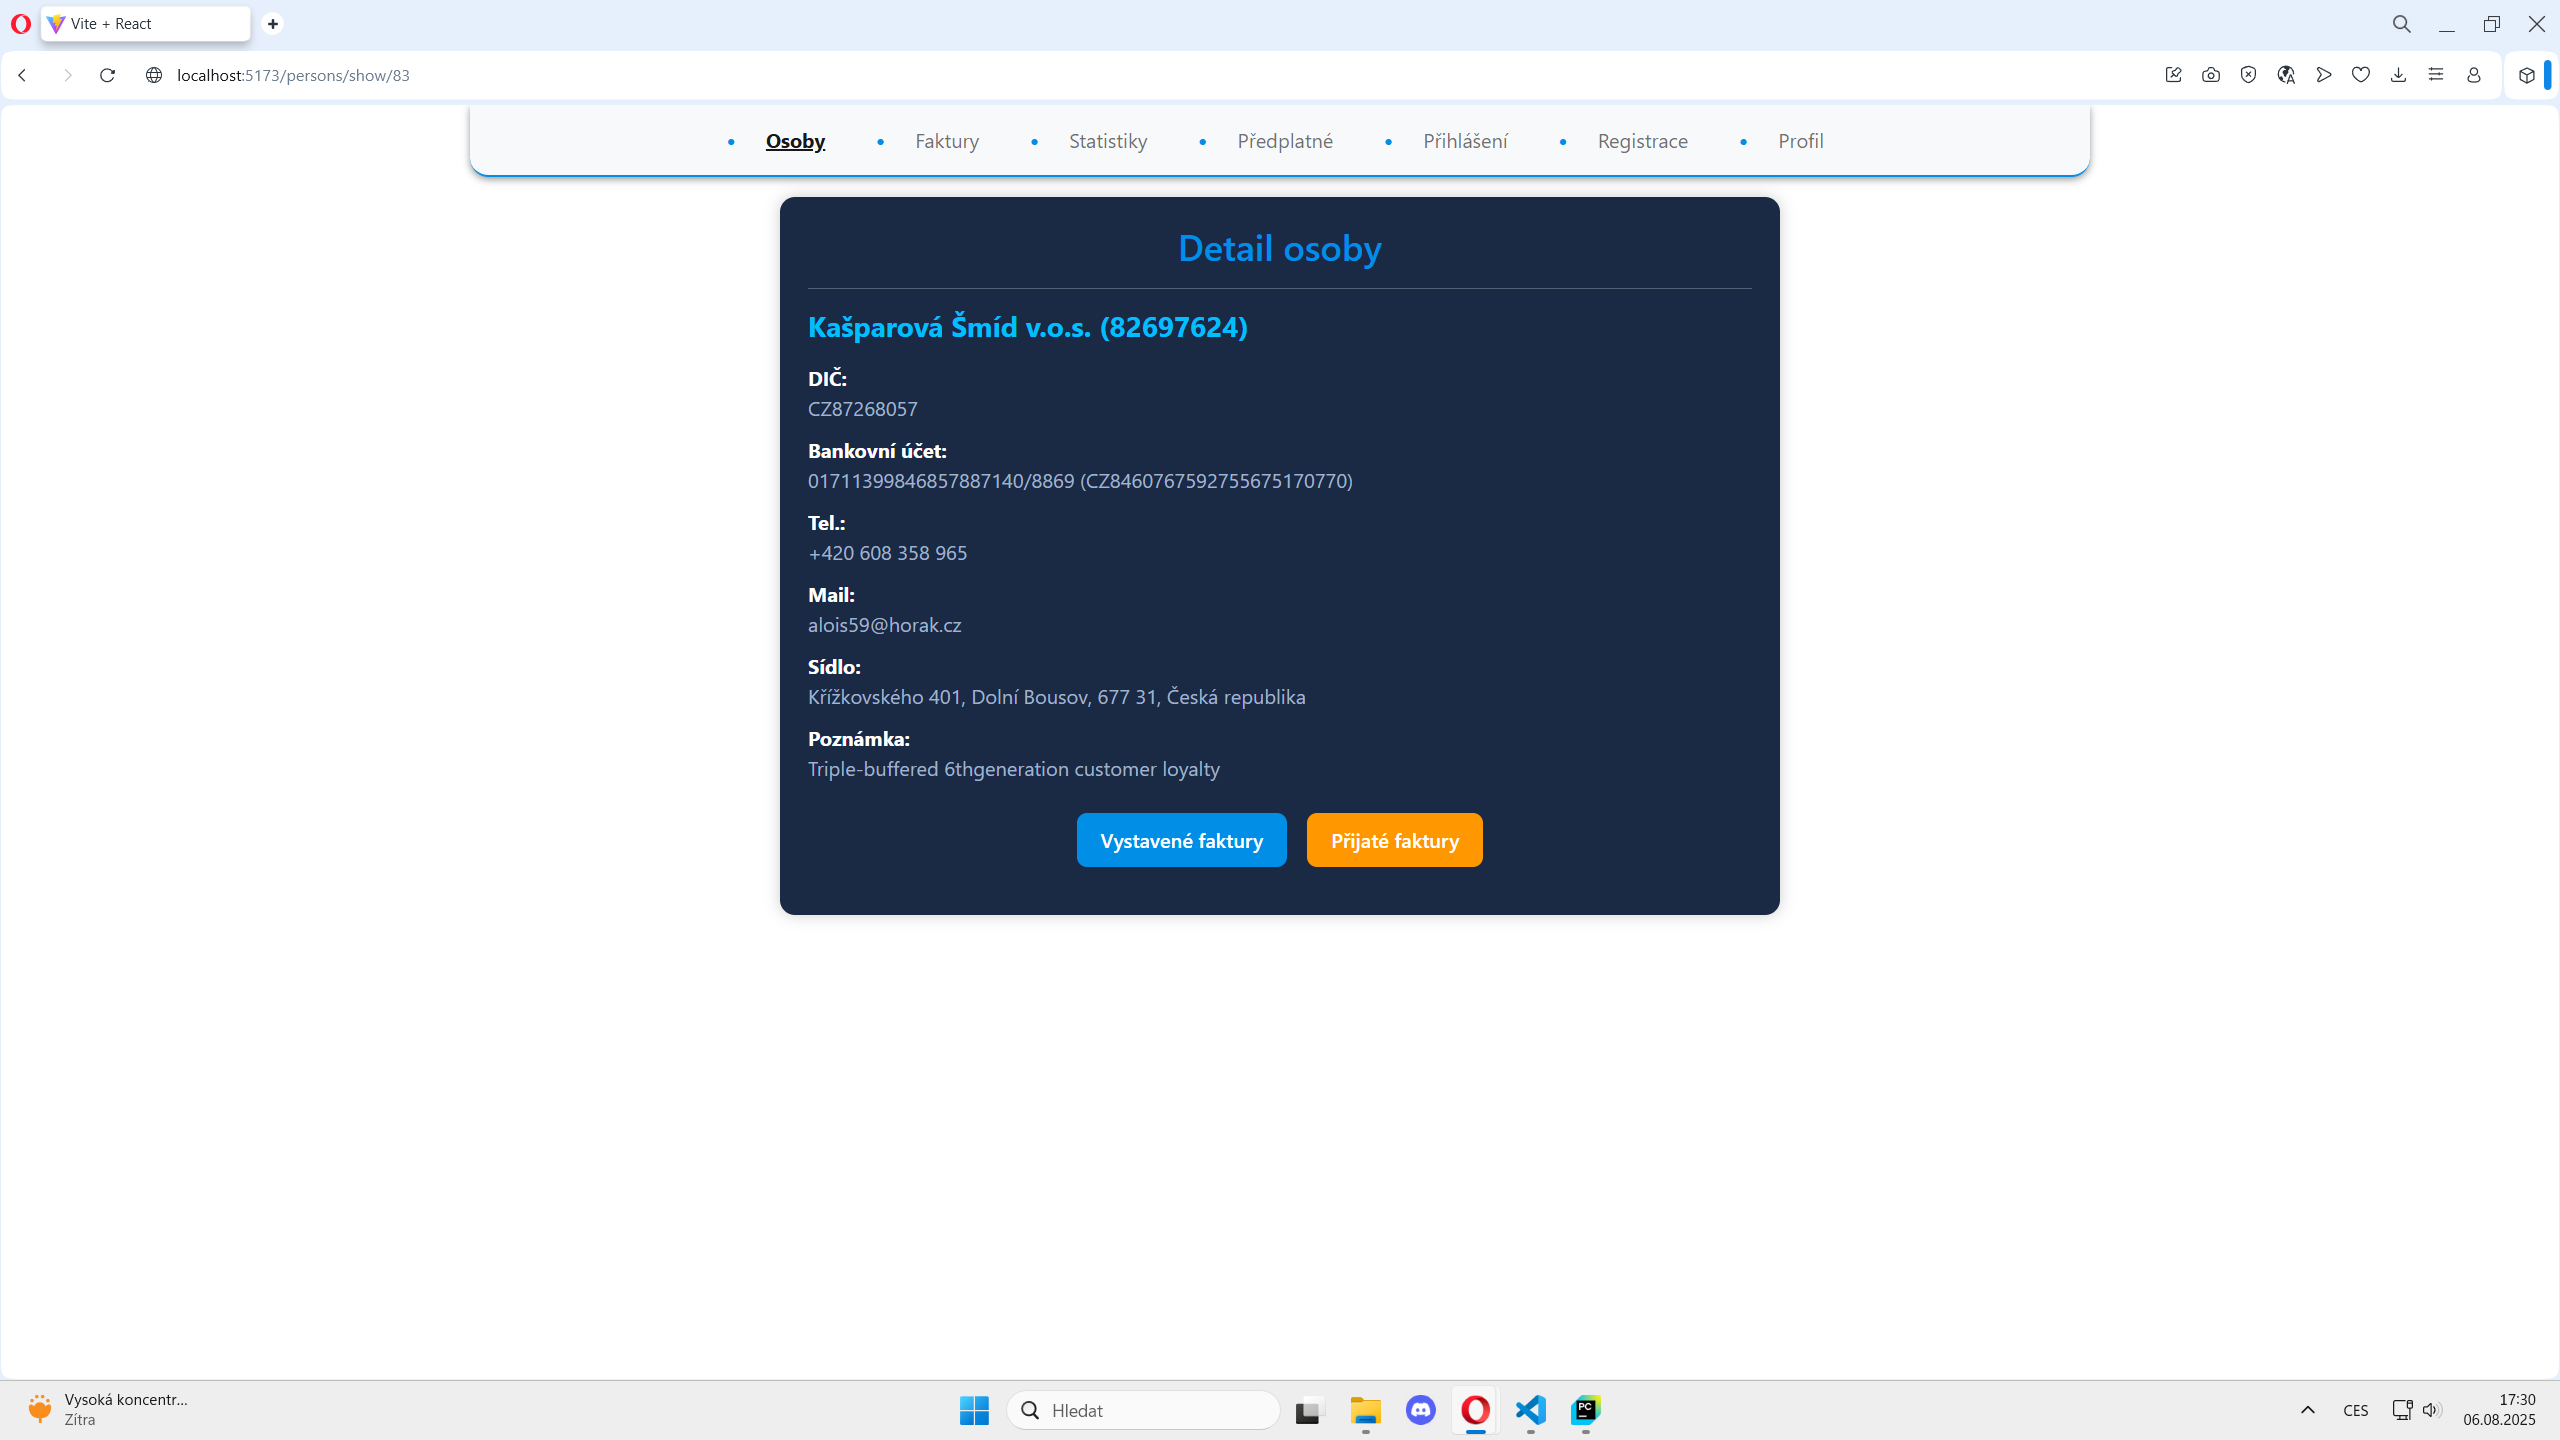 Vite + React
localhost:5173/persons/show/83
Osoby
Faktury
Statistiky
Předplatné
Přihlášení
Registrace
Profil
Detail osoby
Kašparová Šmíd v.o.s. (82697624)
DIČ:
CZ87268057
Bankovní účet:
01711399846857887140/8869 (CZ8460767592755675170770)
Tel.:
+420 608 358 965
Mail:
alois59@horak.cz
Sídlo:
Křížkovského 401, Dolní Bousov, 677 31, Česká republika
Poznámka:
Triple-buffered 6thgeneration customer loyalty
Vystavené faktury
Přijaté faktury
Vysoká koncentr...
Zítra
Hledat
PC
CES
17:30
06.08.2025